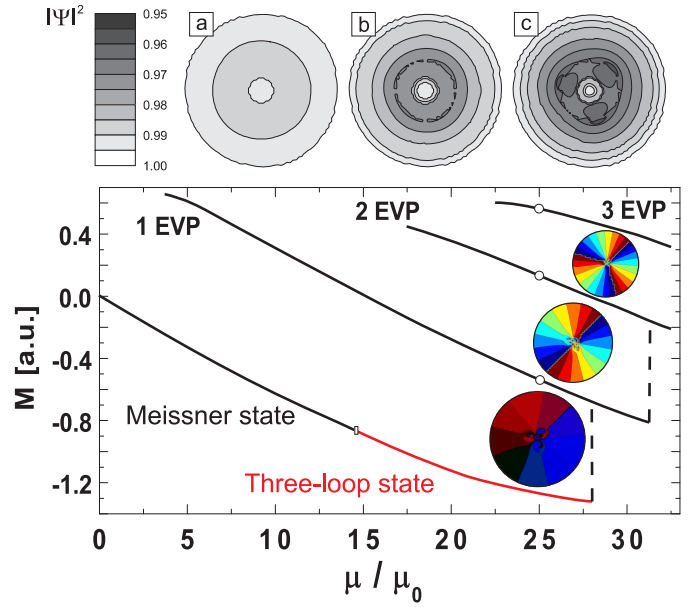 |Ψ|²
0.95
0.96
0.97
0.98
0.99
1.00
a
b
c
1 EVP
2 EVP
3 EVP
0.4
0.0
-0.4
-0.8
-1.2
M [a.u.]
Meissner state
Three-loop state
0
5
10
15
20
25
30
μ / μ₀